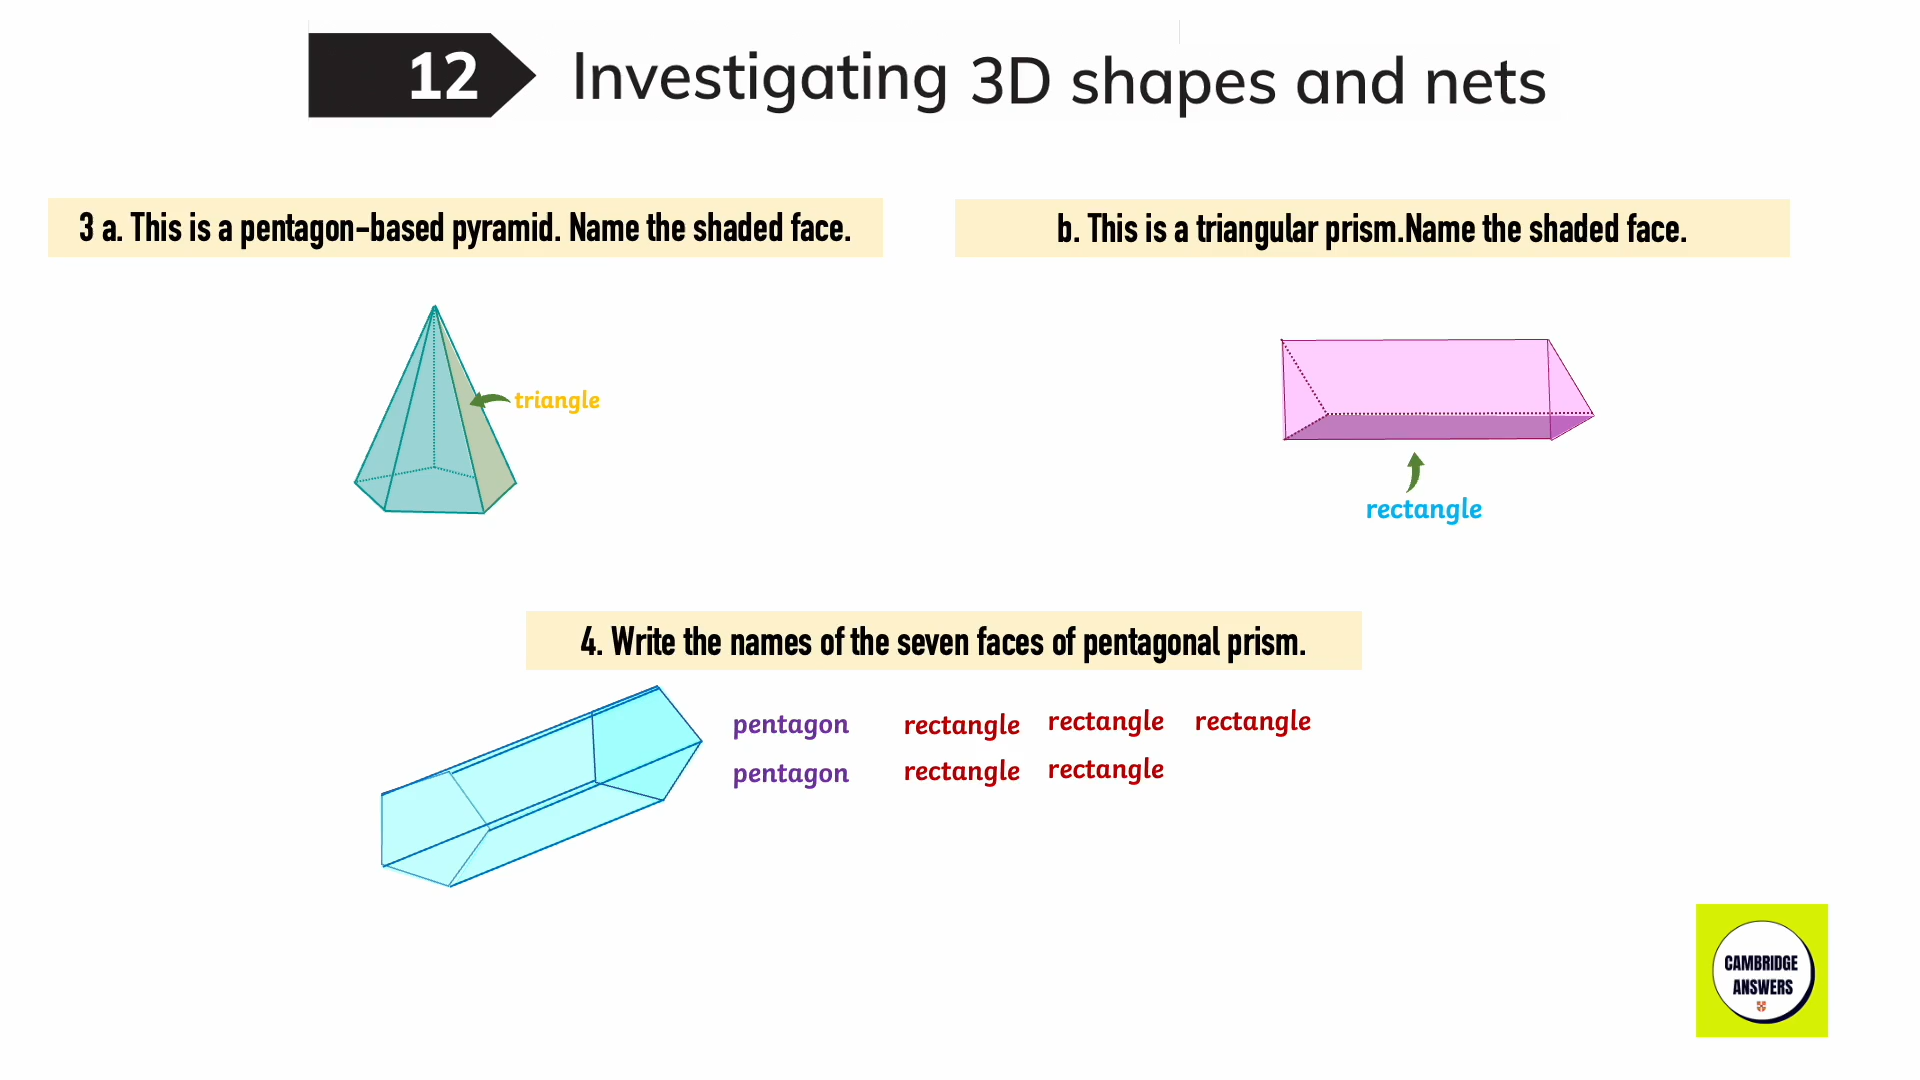 12 Investigating 3D shapes and nets
3 a. This is a pentagon-based pyramid. Name the shaded face.
triangle
b. This is a triangular prism.Name the shaded face.
rectangle
4. Write the names of the seven faces of pentagonal prism.
pentagon rectangle rectangle rectangle
pentagon rectangle rectangle
CAMBRIDGE
ANSWERS